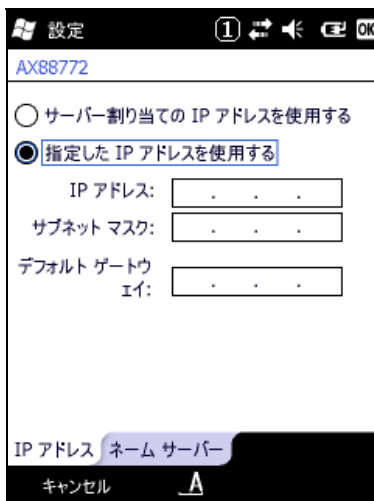 設定 1 OK
AX88772
サーバー割り当ての IP アドレスを使用する
指定した IP アドレスを使用する
IP アドレス: . . .
サブネット マスク: . . .
デフォルト ゲートウ
ェイ: . . .
IP アドレス ネーム サーバー
キャンセル A